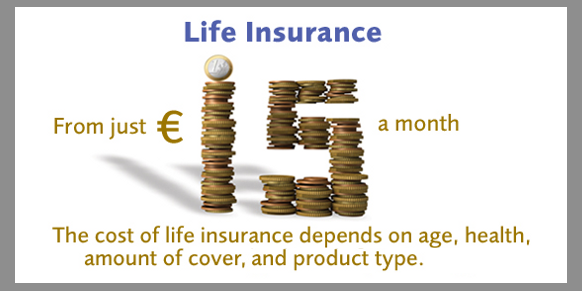 Life Insurance
From just € 15 a month
The cost of life insurance depends on age, health,
amount of cover, and product type.